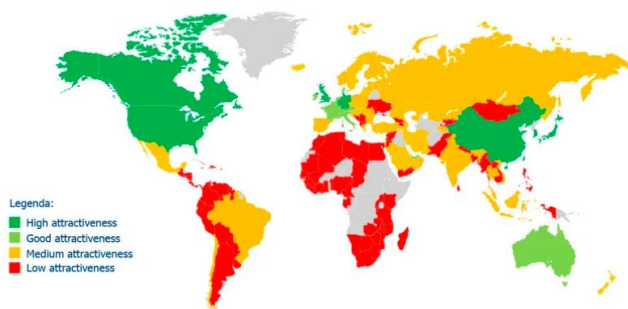 Legenda:
High attractiveness
Good attractiveness
Medium attractiveness
Low attractiveness